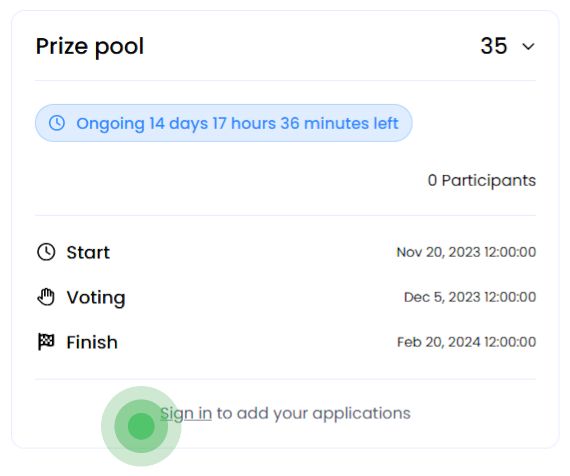 Prize pool 35
Ongoing 14 days 17 hours 36 minutes left
0 Participants
Start Nov 20, 2023 12:00:00
Voting Dec 5, 2023 12:00:00
Finish Feb 20, 2024 12:00:00
Sign in to add your applications